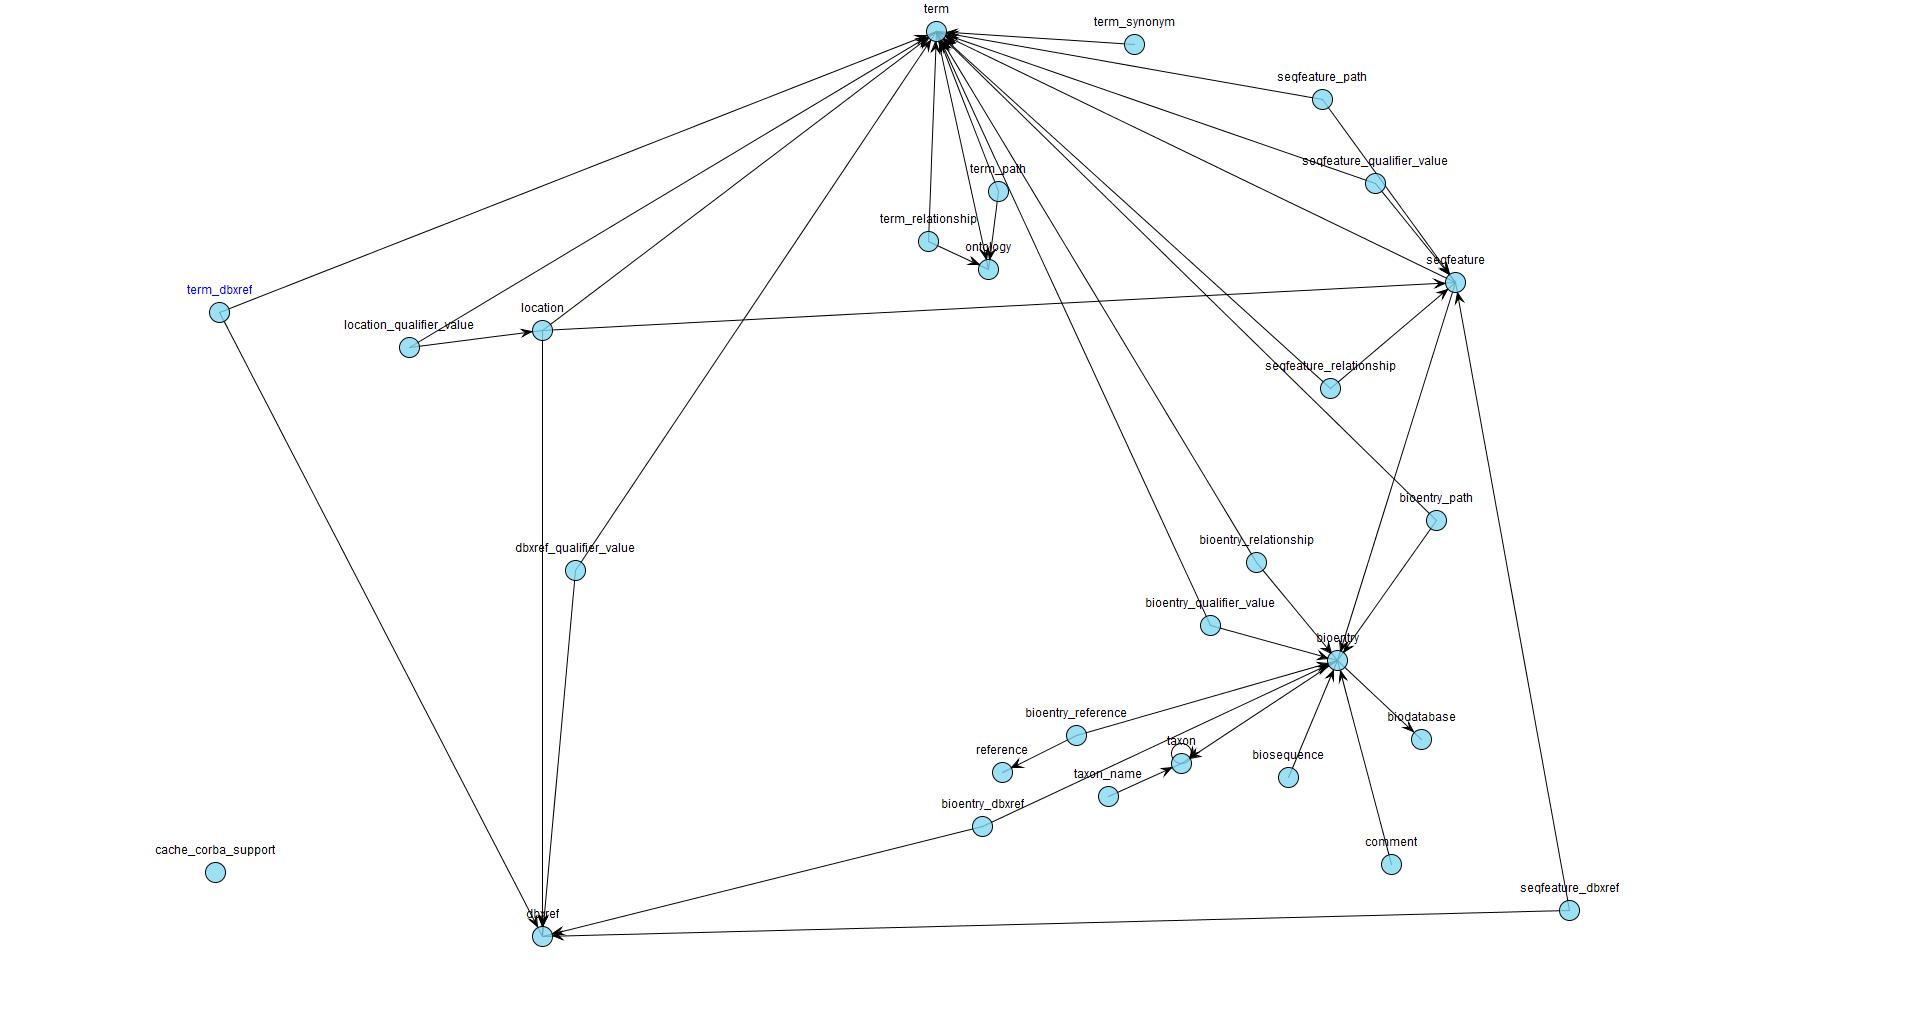 term
term_synonym
seqfeature_path
seqfeature_qualifier_value
term_path
term_relationship
ontology
seqfeature
term_dbxref
location
location_qualifier_value
seqfeature_relationship
bioentry_path
bioentry_relationship
dbxref_qualifier_value
bioentry_qualifier_value
bioentry
bioentry_reference
biodatabase
taxon
reference
biosequence
taxon_name
bioentry_dbxref
comment
cache_corba_support
seqfeature_dbxref
dbxref